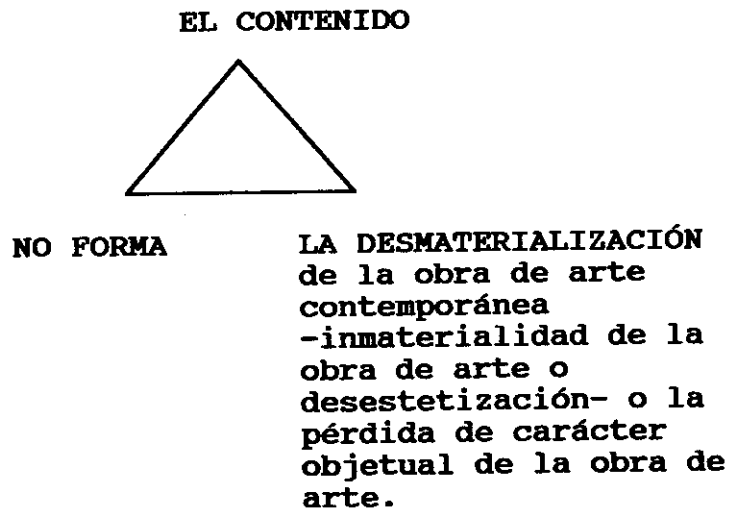 EL CONTENIDO
NO FORMA
LA DESMATERIALIZACIÓN
de la obra de arte
contemporánea
-inmaterialidad de la
obra de arte o
desestetización- o la
pérdida de carácter
objetual de la obra de
arte.